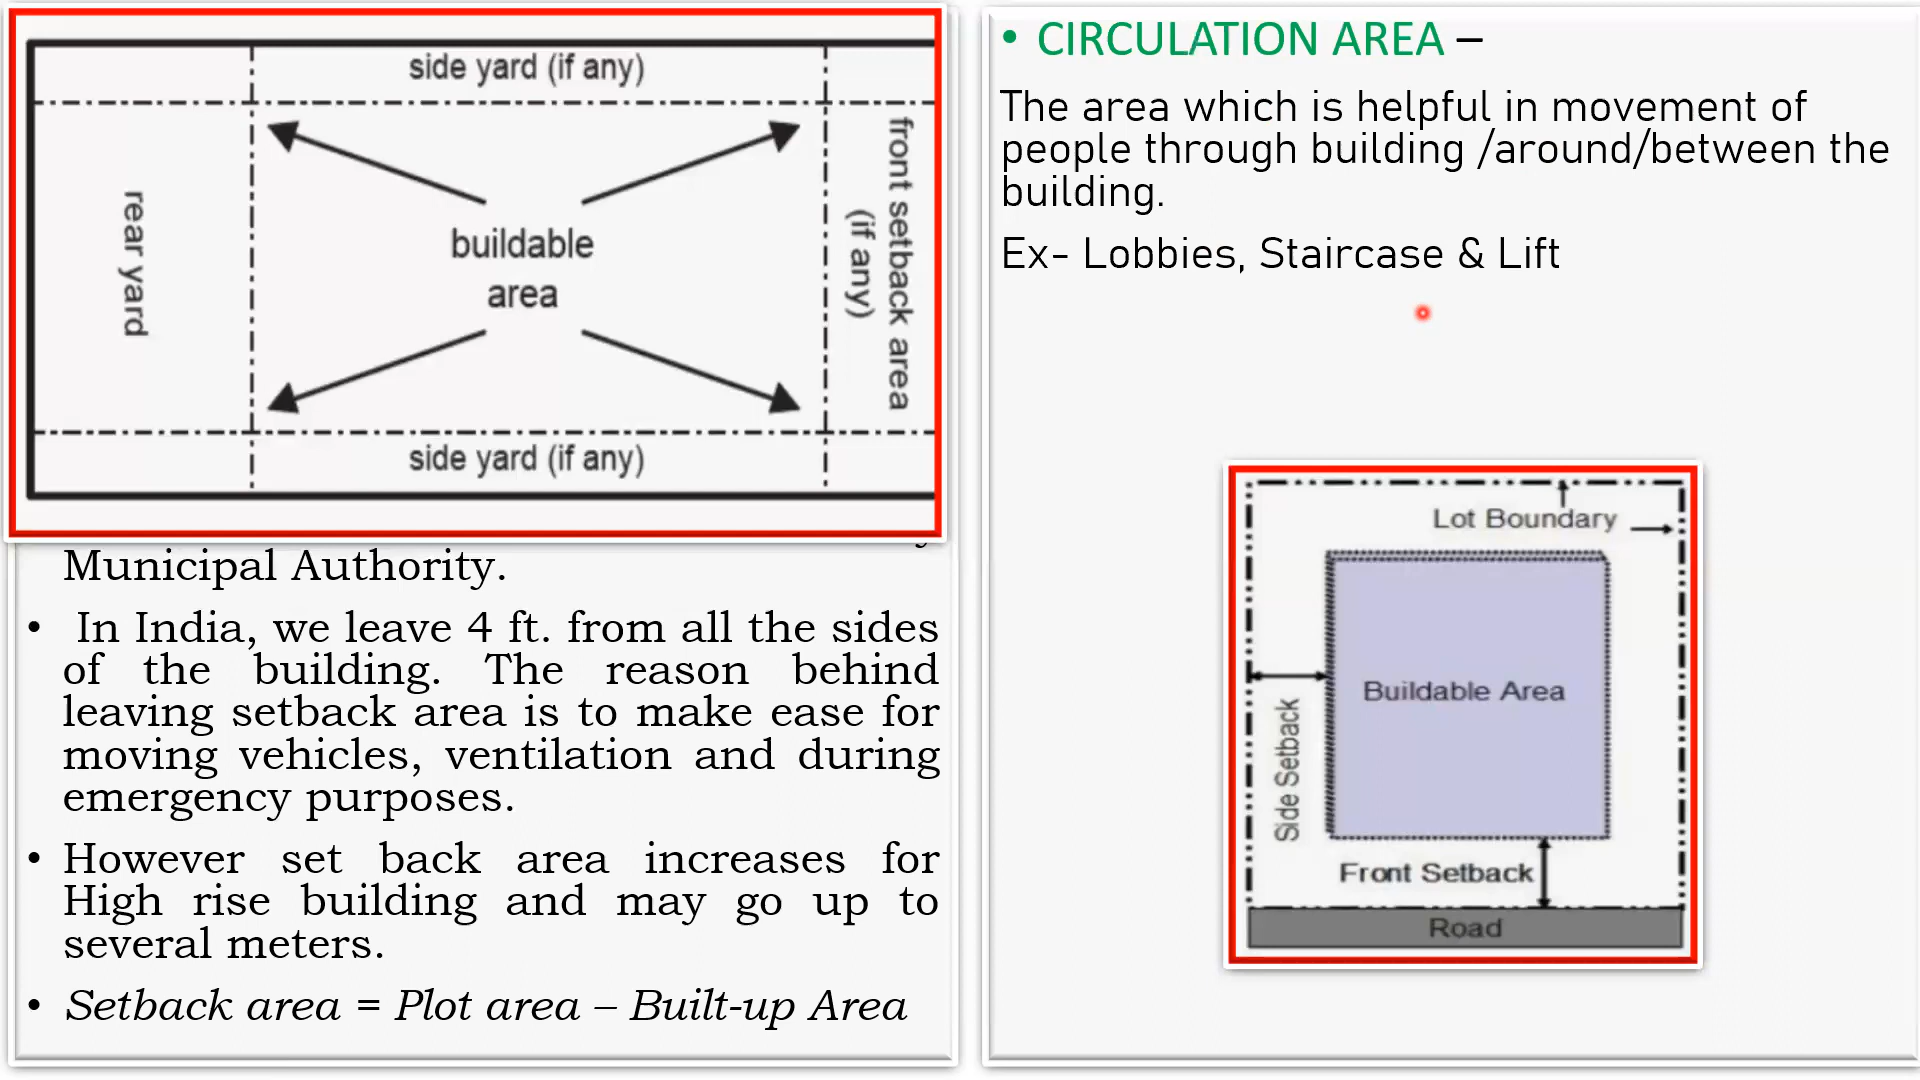 side yard (if any)
rear yard
buildable
area
front setback area
(if any)
side yard (if any)
Municipal Authority.
• In India, we leave 4 ft. from all the sides
of the building. The reason behind
leaving setback area is to make ease for
moving vehicles, ventilation and during
emergency purposes.
• However set back area increases for
High rise building and may go up to
several meters.
• Setback area = Plot area – Built-up Area
• CIRCULATION AREA –
The area which is helpful in movement of
people through building /around/between the
building.
Ex- Lobbies, Staircase & Lift
Lot Boundary
Buildable Area
Side Setback
Front Setback
Road